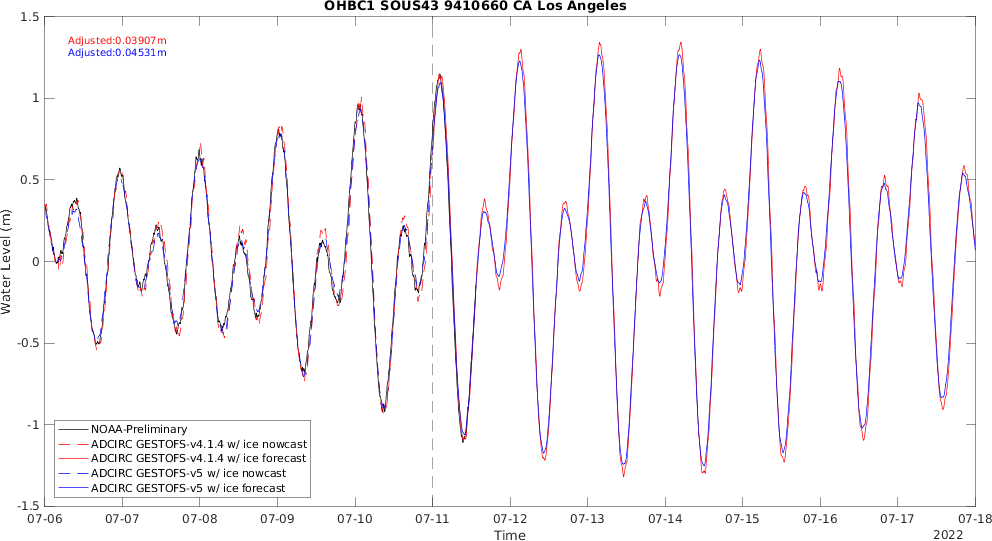 OHBC1 SOUS43 9410660 CA Los Angeles
Adjusted:0.03907m
Adjusted:0.04531m
1.5
1
0.5
0
-0.5
-1
-1.5
Water Level (m)
NOAA-Preliminary
ADCIRC GESTOFS-v4.1.4 w/ ice nowcast
ADCIRC GESTOFS-v4.1.4 w/ ice forecast
ADCIRC GESTOFS-v5 w/ ice nowcast
ADCIRC GESTOFS-v5 w/ ice forecast
07-06 07-07 07-08 07-09 07-10 07-11 07-12 07-13 07-14 07-15 07-16 07-17 07-18
Time
2022